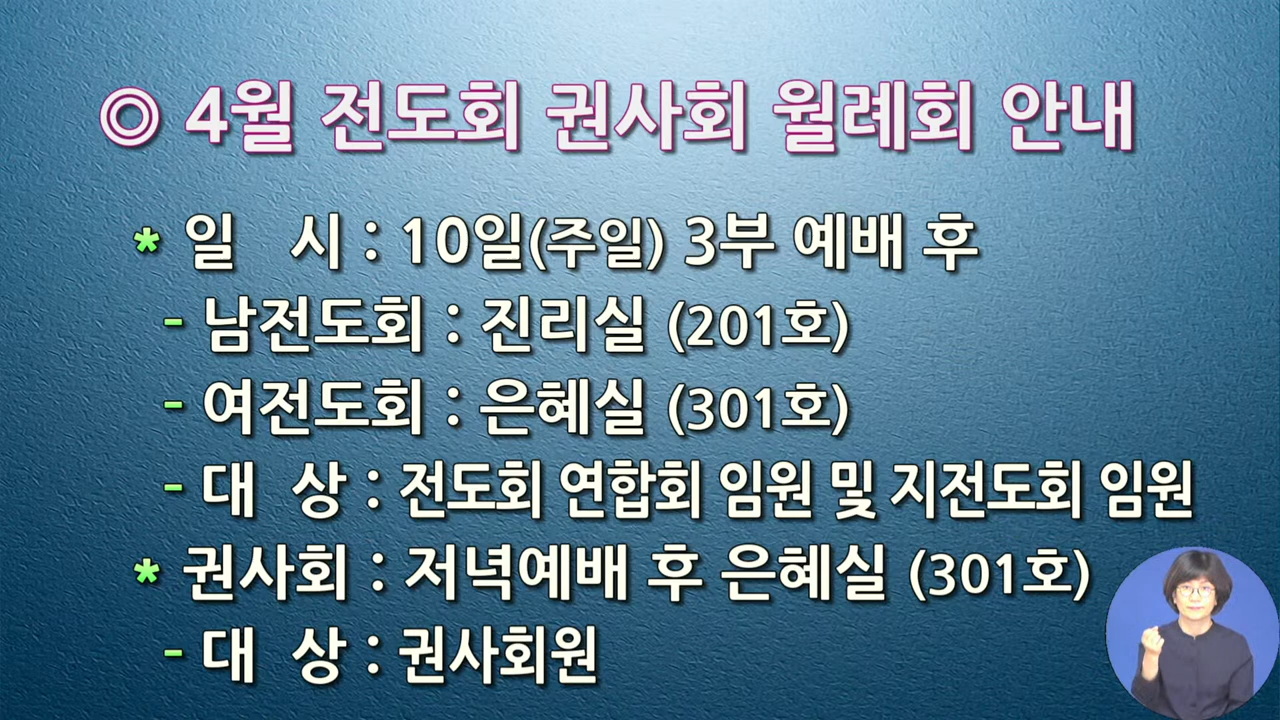 ◎ 4월 전도회 권사회 월례회 안내
* 일 시 : 10일(주일) 3부 예배 후
- 남전도회 : 진리실 (201호)
- 여전도회 : 은혜실 (301호)
- 대 상 : 전도회 연합회 임원 및 지전도회 임원
* 권사회 : 저녁예배 후 은혜실 (301호)
- 대 상 : 권사회원